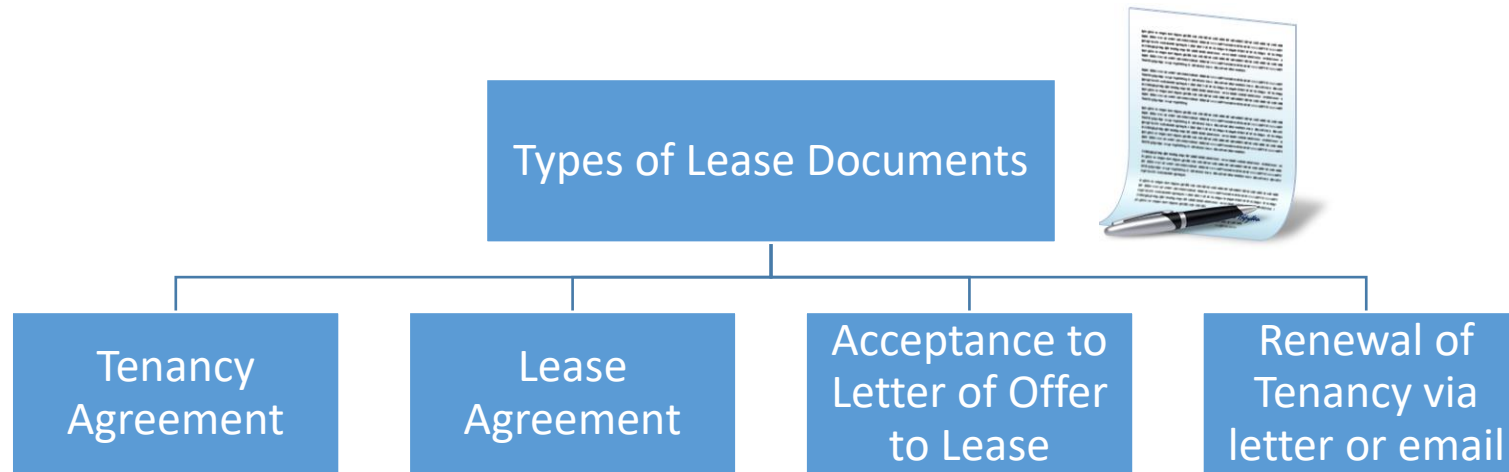 Types of Lease Documents
Tenancy
Agreement
Lease
Agreement
Acceptance to
Letter of Offer
to Lease
Renewal of
Tenancy via
letter or email